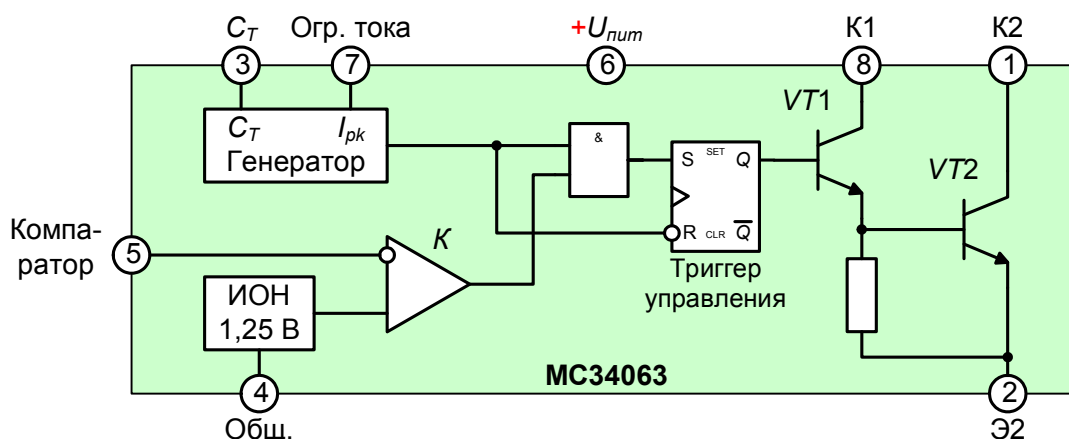 C_T Огр. тока +U_пит К1 К2
3 7 6 8 1
C_T I_pk
Генератор
&
S SET Q
R CLR Q̅
Триггер
управления
VT1
VT2
Компа-
ратор
5
К
ИОН
1,25 В
МС34063
4
2
Общ.
Э2